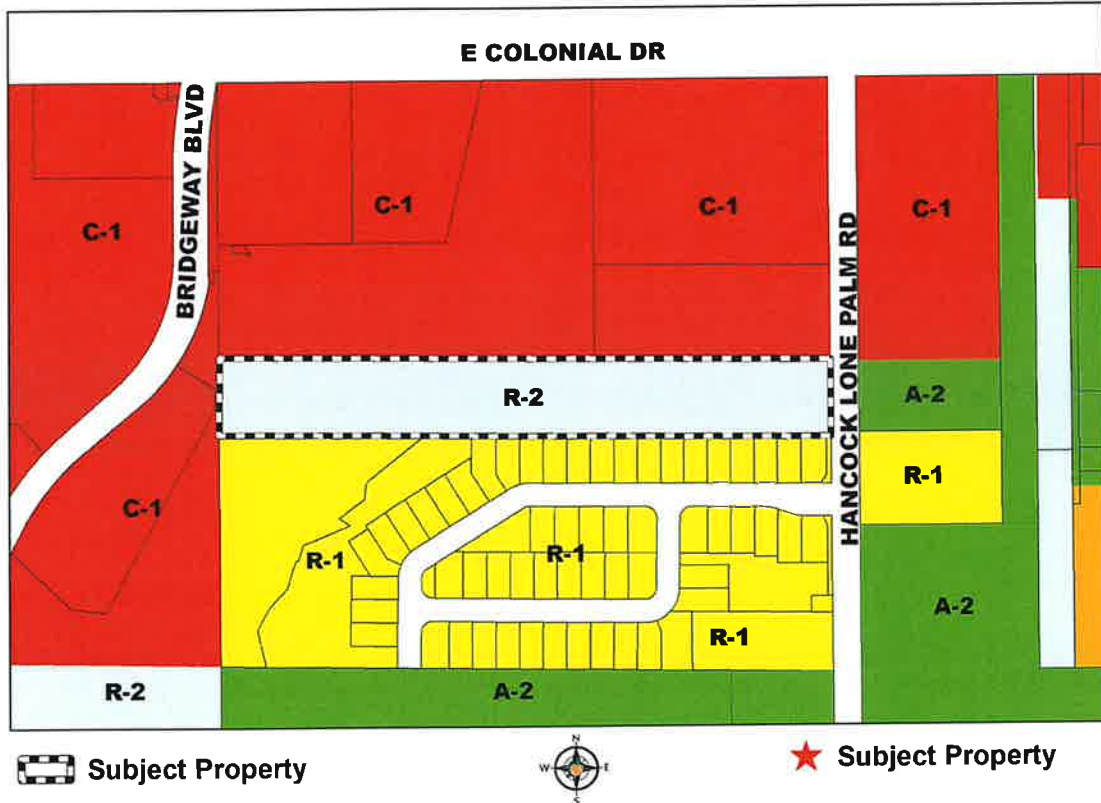 E COLONIAL DR
BRIDGEWAY BLVD
C-1
C-1
C-1
C-1
HANCOCK LONE PALM RD
R-2
A-2
R-1
C-1
R-1
R-1
A-2
R-1
R-2
A-2
Subject Property
N
W
E
S
Subject Property